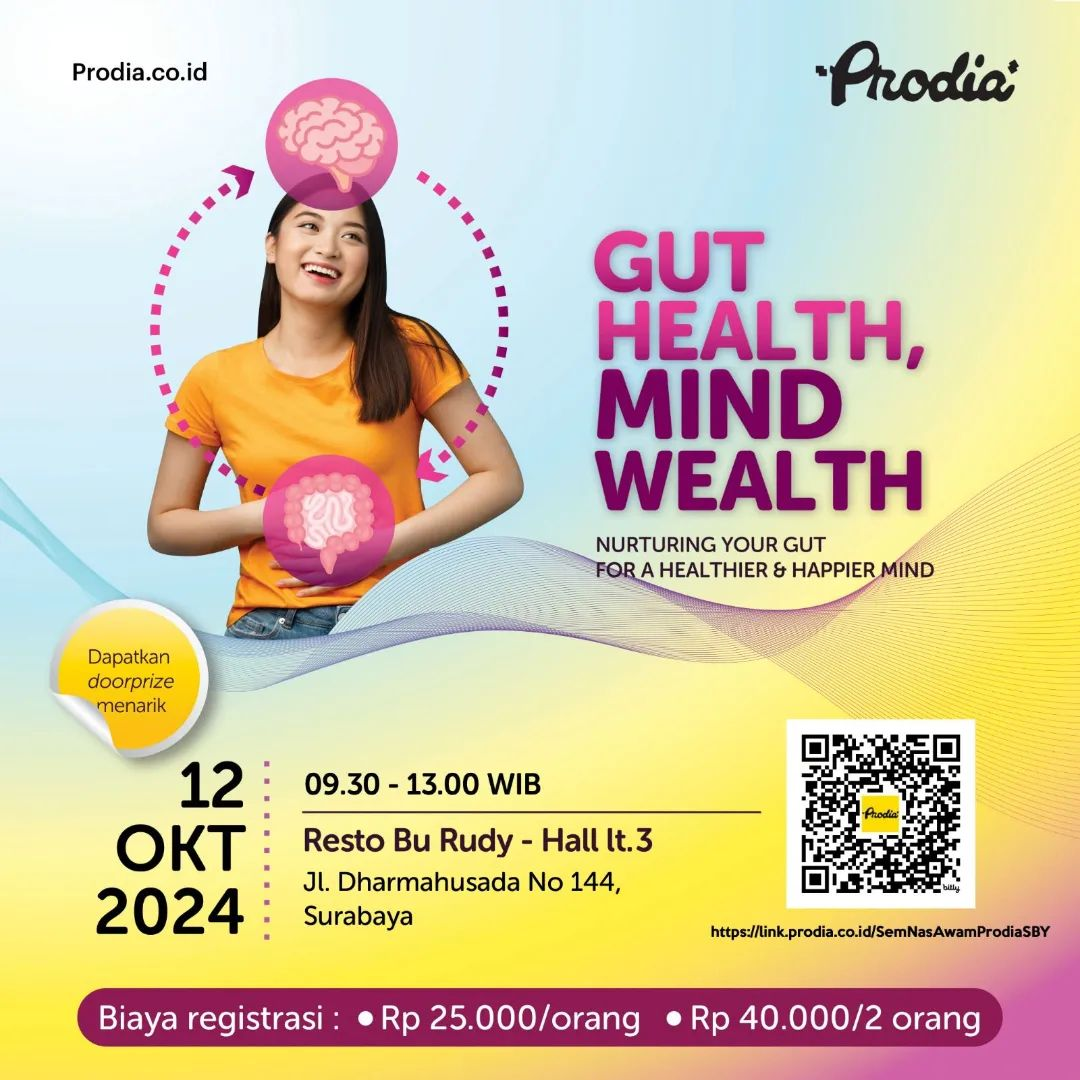 Prodia.co.id
Prodia
GUT
HEALTH,
MIND
WEALTH
NURTURING YOUR GUT
FOR A HEALTHIER & HAPPIER MIND
Dapatkan
doorprize
menarik
12
OKT
2024
09.30 - 13.00 WIB
Resto Bu Rudy - Hall lt.3
Jl. Dharmahusada No 144,
Surabaya
Prodia
bitly
https://link.prodia.co.id/SemNasAwamProdiaSBY
Biaya registrasi : • Rp 25.000/orang • Rp 40.000/2 orang